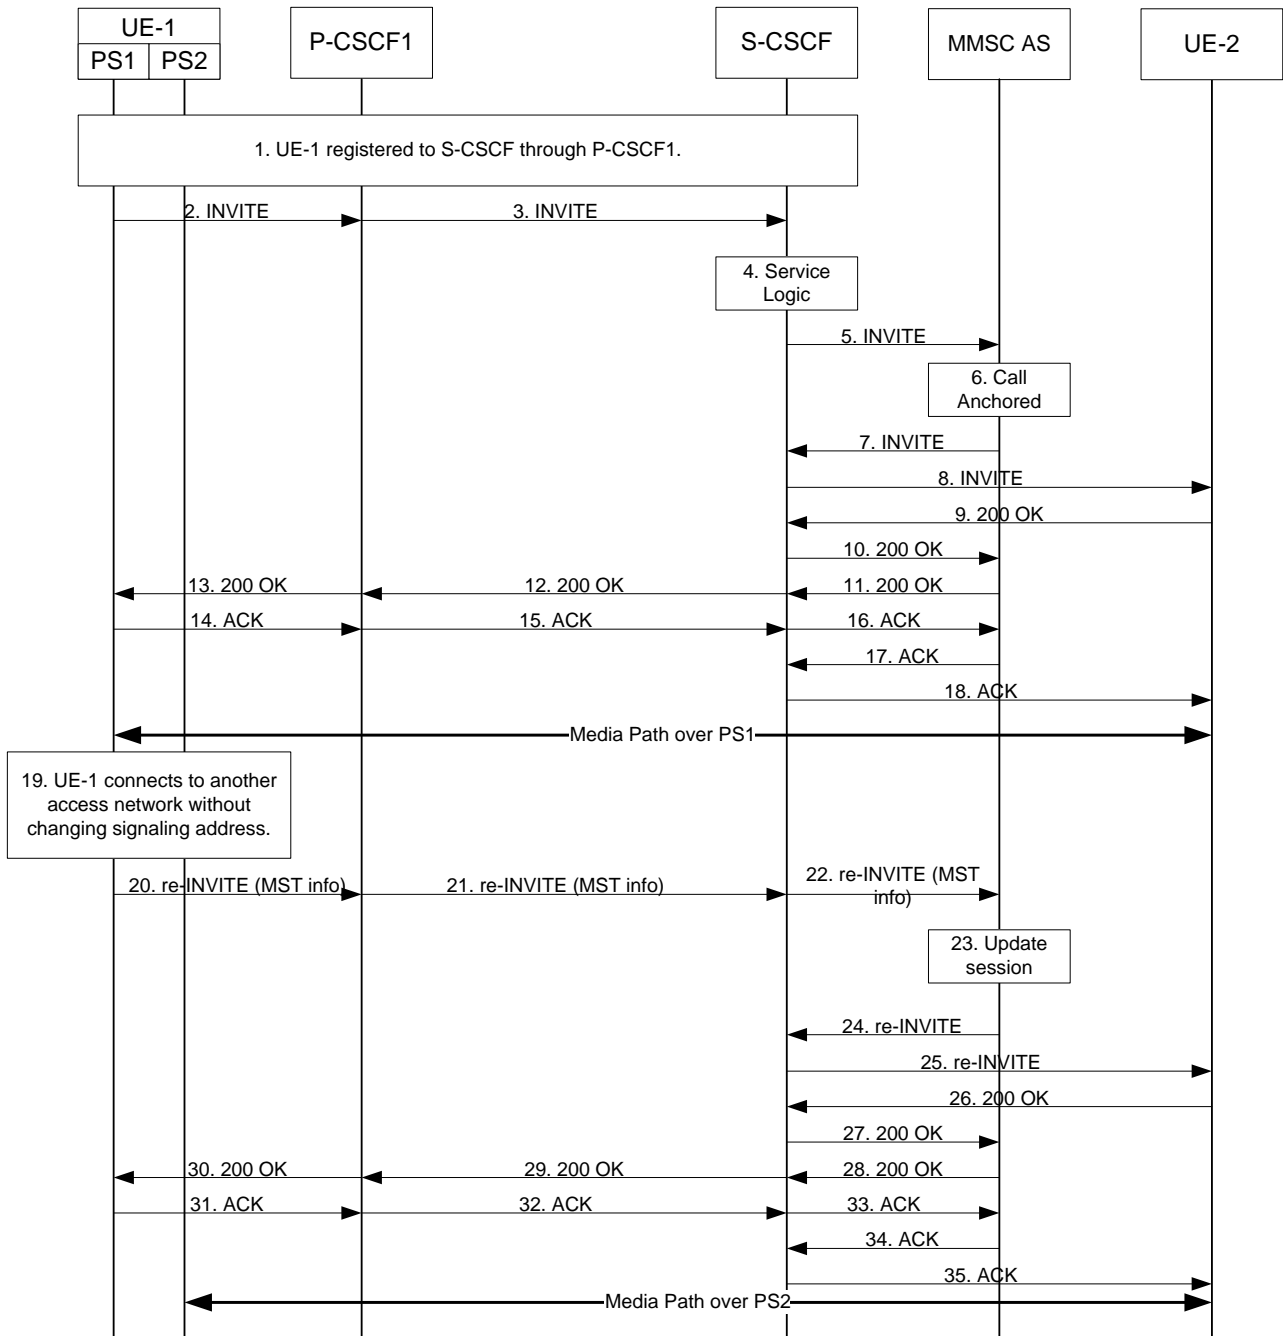 UE-1
PS1 PS2
P-CSCF1
S-CSCF
MMSC AS
UE-2
1. UE-1 registered to S-CSCF through P-CSCF1.
2. INVITE
3. INVITE
4. Service
Logic
5. INVITE
6. Call
Anchored
7. INVITE
8. INVITE
9. 200 OK
10. 200 OK
13. 200 OK
12. 200 OK
11. 200 OK
14. ACK
15. ACK
16. ACK
17. ACK
18. ACK
Media Path over PS1
19. UE-1 connects to another
access network without
changing signaling address.
20. re-INVITE (MST info)
21. re-INVITE (MST info)
22. re-INVITE (MST
info)
23. Update
session
24. re-INVITE
25. re-INVITE
26. 200 OK
27. 200 OK
30. 200 OK
29. 200 OK
28. 200 OK
31. ACK
32. ACK
33. ACK
34. ACK
35. ACK
Media Path over PS2